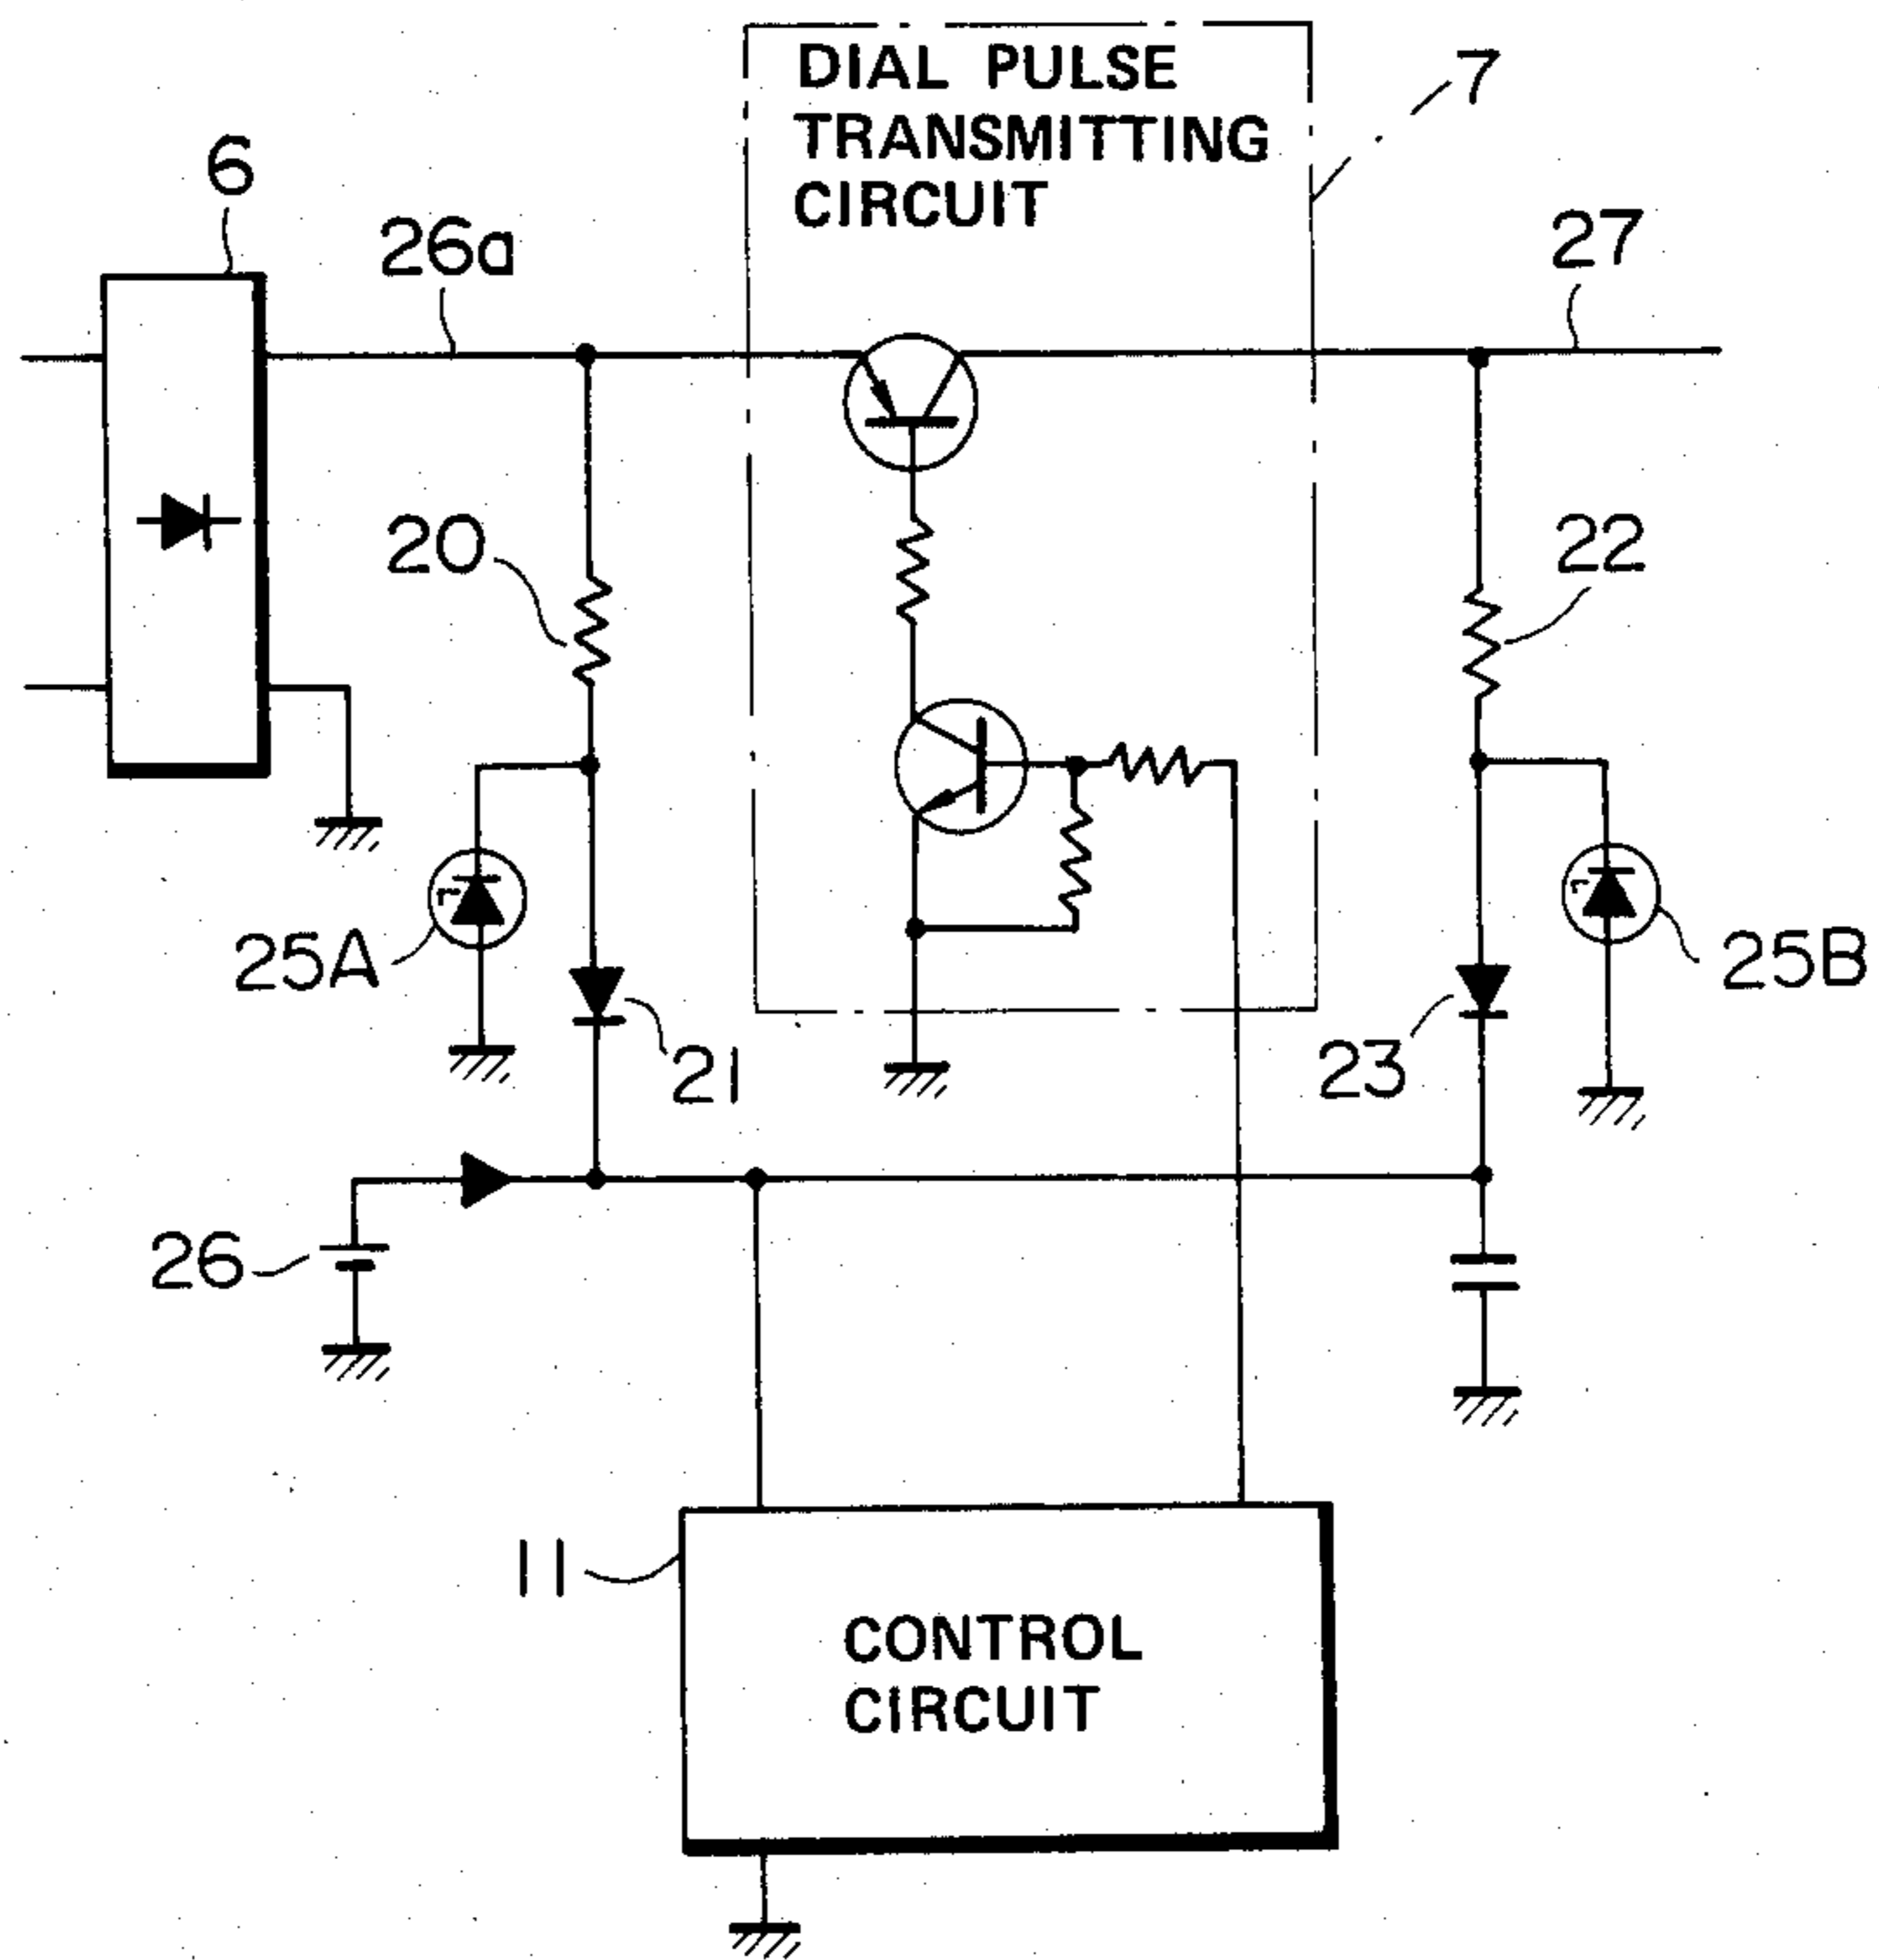 DIAL PULSE
TRANSMITTING
CIRCUIT
7
6
26a
27
20
22
25A
25B
21
23
26
11
CONTROL
CIRCUIT